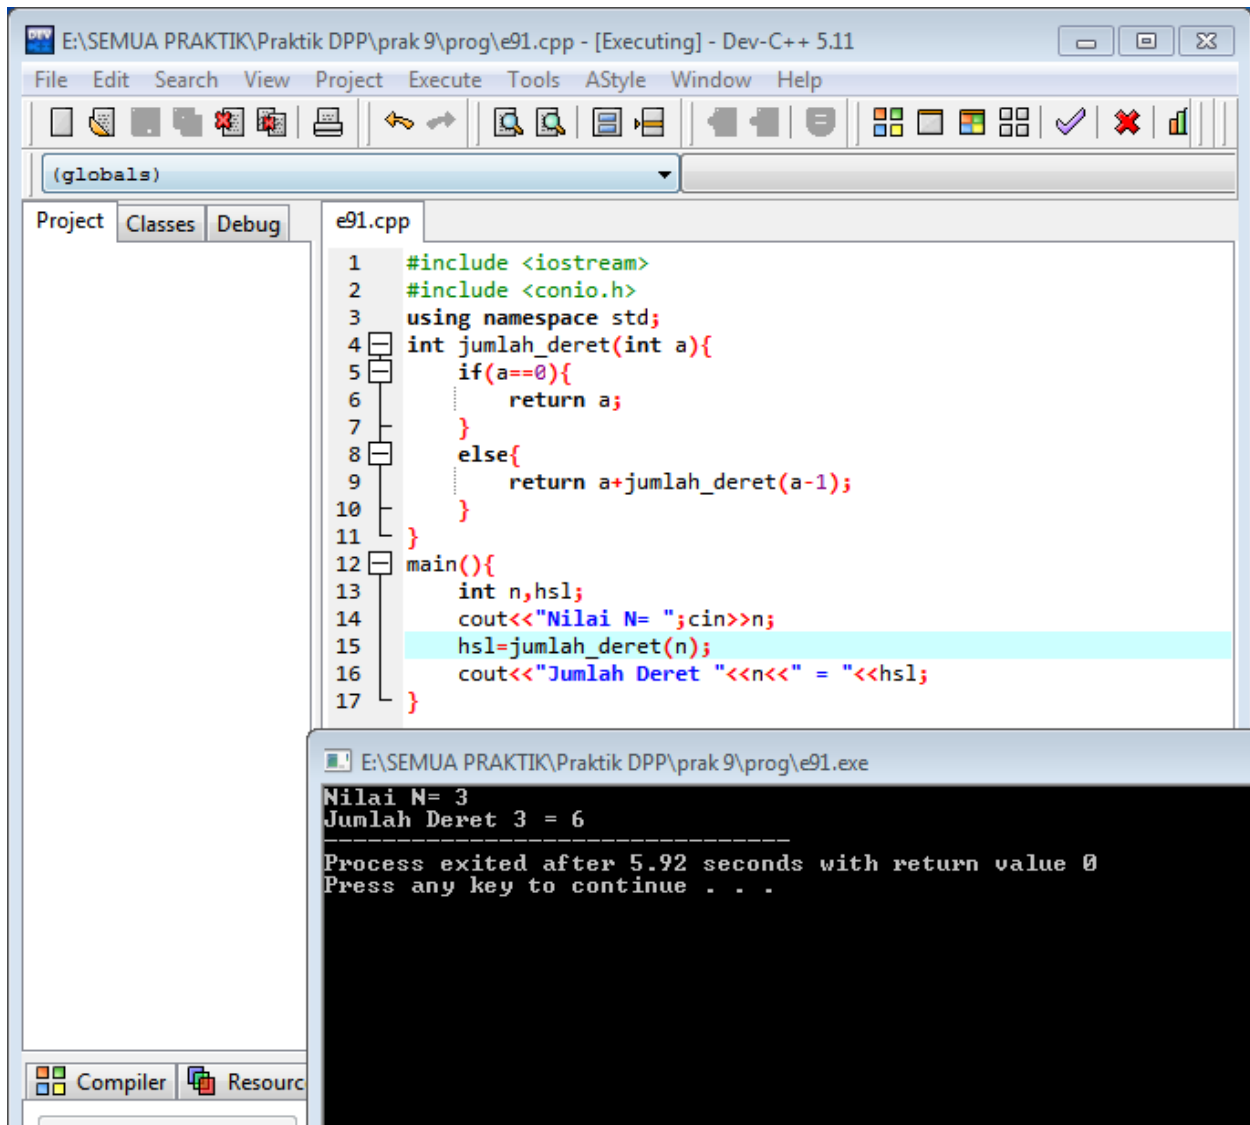 E:\SEMUA PRAKTIK\Praktik DPP\prak 9\prog\e91.cpp - [Executing] - Dev-C++ 5.11
File Edit Search View Project Execute Tools AStyle Window Help
(globals)
Project Classes Debug
e91.cpp
1 #include <iostream>
2 #include <conio.h>
3 using namespace std;
4 int jumlah_deret(int a){
5 if(a==0){
6 return a;
7 }
8 else{
9 return a+jumlah_deret(a-1);
10 }
11 }
12 main(){
13 int n,hsl;
14 cout<<"Nilai N= ";cin>>n;
15 hsl=jumlah_deret(n);
16 cout<<"Jumlah Deret "<<n<<" = "<<hsl;
17 }
E:\SEMUA PRAKTIK\Praktik DPP\prak 9\prog\e91.exe
Nilai N= 3
Jumlah Deret 3 = 6
--------------------------------
Process exited after 5.92 seconds with return value 0
Press any key to continue . . .
Compiler Resourc